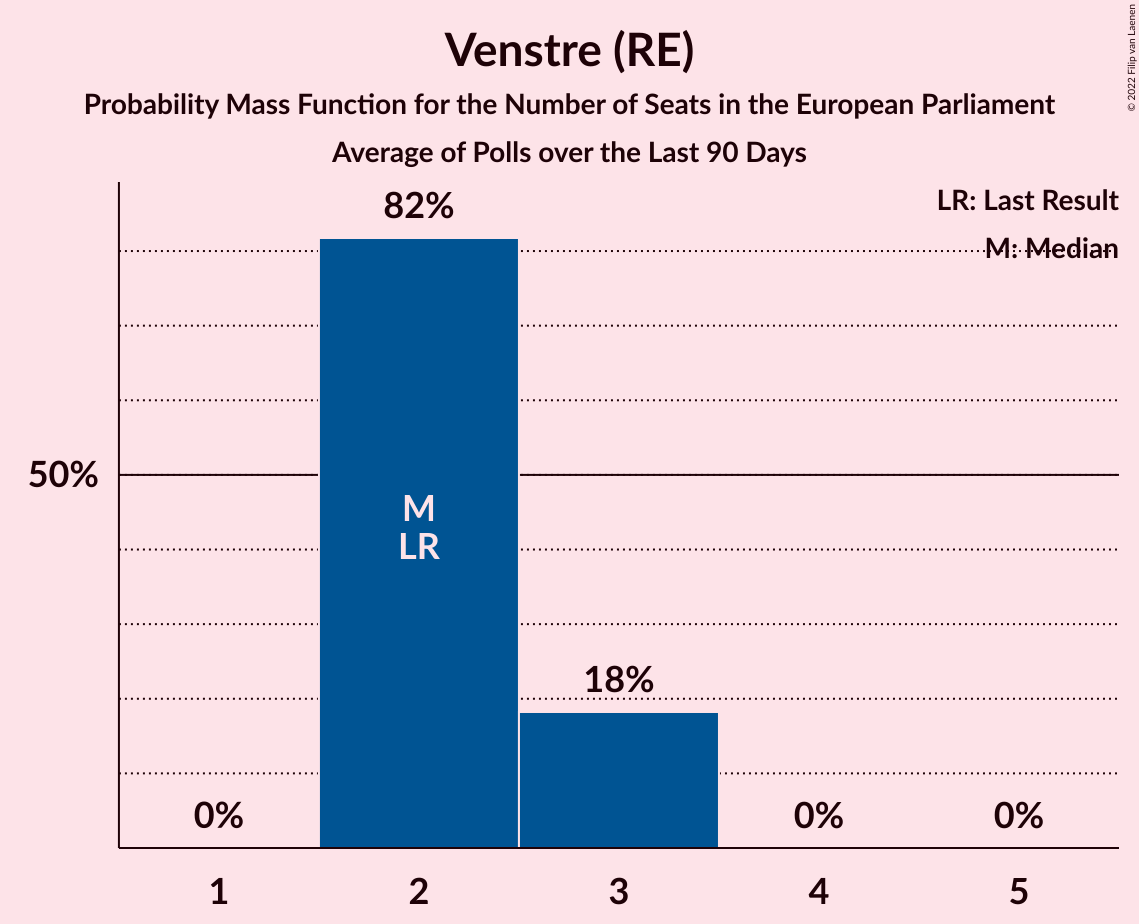 Venstre (RE)
Probability Mass Function for the Number of Seats in the European Parliament
Average of Polls over the Last 90 Days
© 2022 Filip van Laenen
LR: Last Result
M: Median
82%
50%
M
LR
18%
0%
0%
0%
1
2
3
4
5